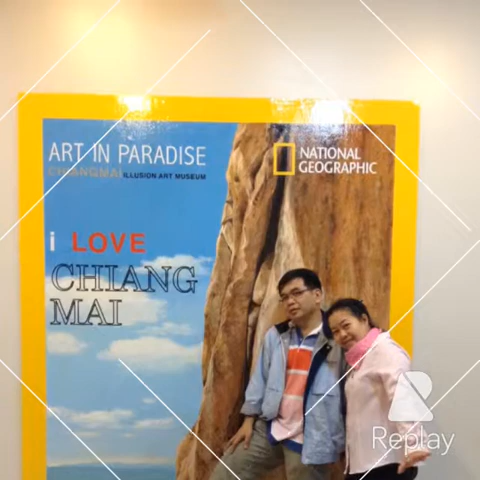 ART IN PARADISE
CHIANGMAI ILLUSION ART MUSEUM
NATIONAL
GEOGRAPHIC
i LOVE
CHIANG
MAI
Replay